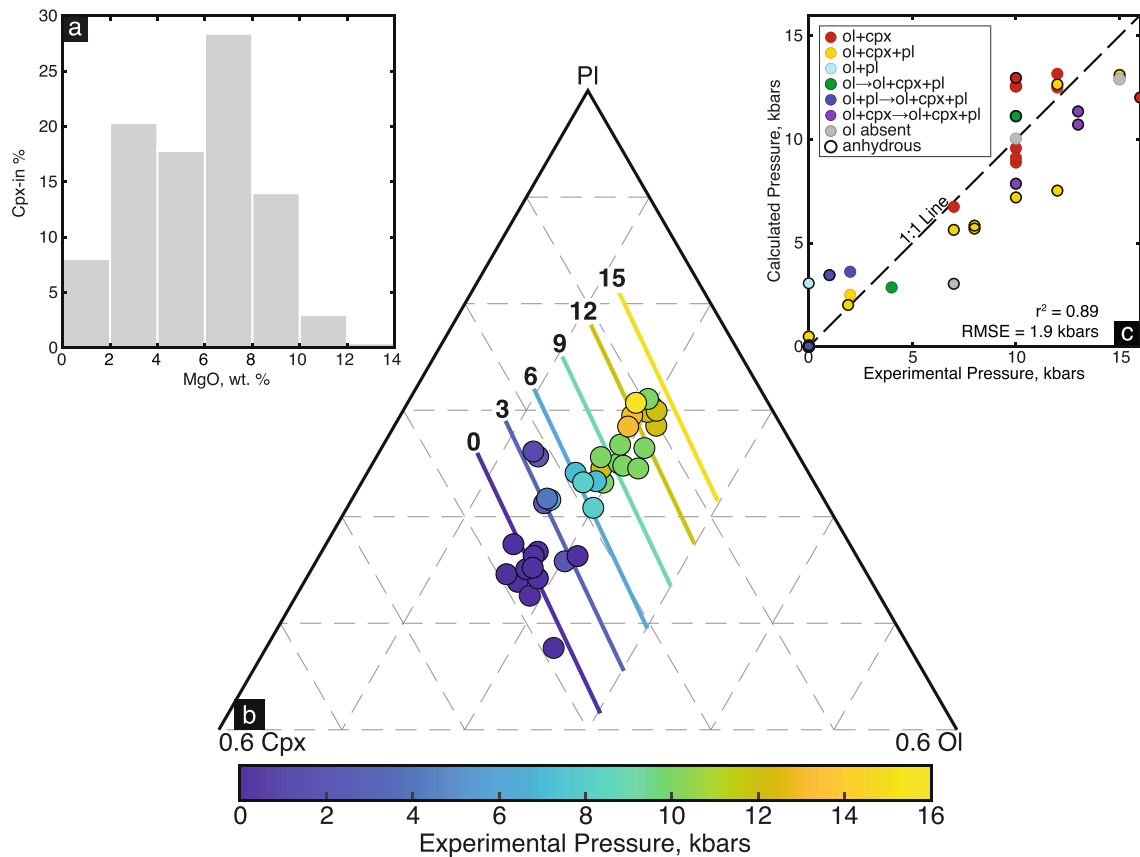 a
30
25
20
15
10
5
0
Cpx-in %
0 2 4 6 8 10 12 14
MgO, wt. %
Pl
15
12
9
6
3
0
b
0.6 Cpx
0.6 Ol
0 2 4 6 8 10 12 14 16
Experimental Pressure, kbars
15
10
5
0
Calculated Pressure, kbars
ol+cpx
ol+cpx+pl
ol+pl
ol→ol+cpx+pl
ol+pl→ol+cpx+pl
ol+cpx→ol+cpx+pl
ol absent
anhydrous
1:1 Line
r² = 0.89
RMSE = 1.9 kbars
c
0 5 10 15
Experimental Pressure, kbars